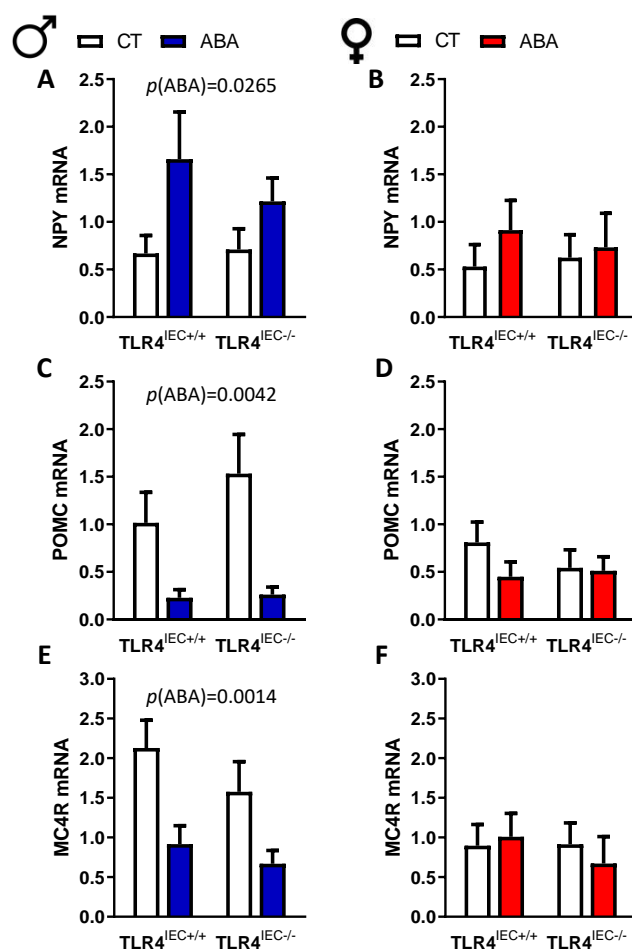 CT ABA
CT ABA
A
p(ABA)=0.0265
NPY mRNA
2.5
2.0
1.5
1.0
0.5
0.0
TLR4IEC+/+ TLR4IEC-/-
B
NPY mRNA
2.5
2.0
1.5
1.0
0.5
0.0
TLR4IEC+/+ TLR4IEC-/-
C
p(ABA)=0.0042
POMC mRNA
2.5
2.0
1.5
1.0
0.5
0.0
TLR4IEC+/+ TLR4IEC-/-
D
POMC mRNA
2.5
2.0
1.5
1.0
0.5
0.0
TLR4IEC+/+ TLR4IEC-/-
E
p(ABA)=0.0014
MC4R mRNA
3.0
2.5
2.0
1.5
1.0
0.5
0.0
TLR4IEC+/+ TLR4IEC-/-
F
MC4R mRNA
3.0
2.5
2.0
1.5
1.0
0.5
0.0
TLR4IEC+/+ TLR4IEC-/-